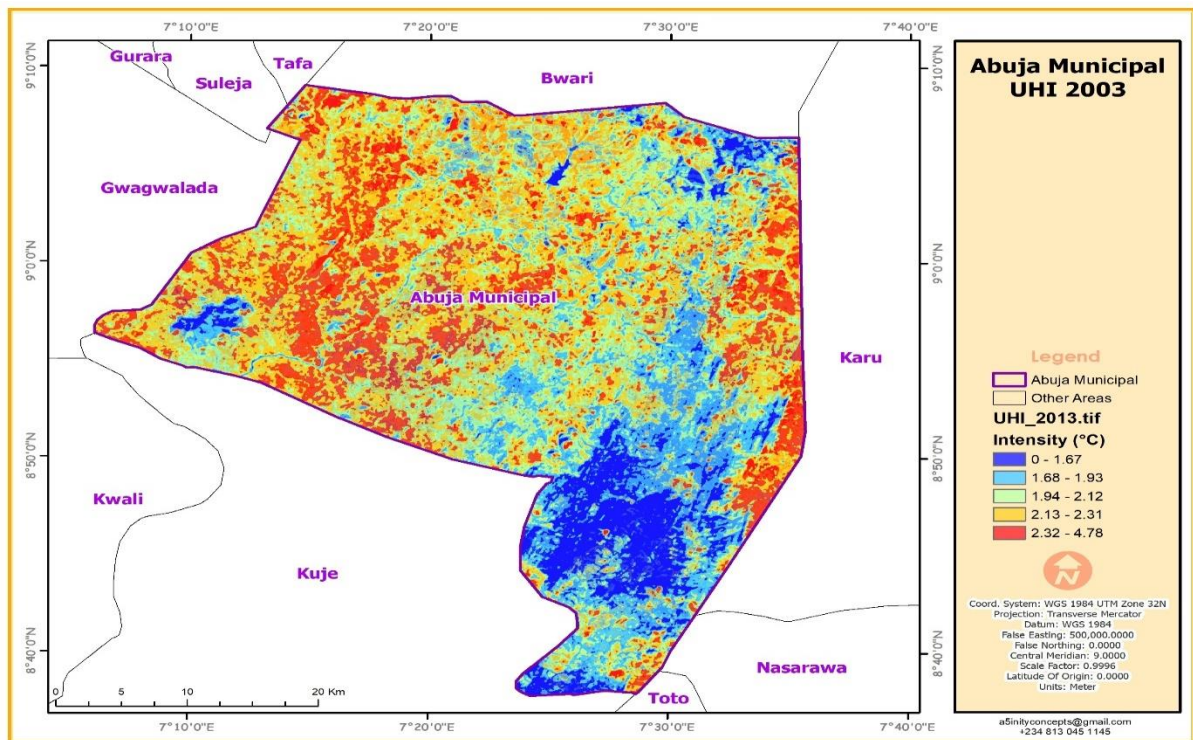 7°10'0"E
7°20'0"E
7°30'0"E
7°40'0"E
9°10'0"N
9°0'0"N
8°50'0"N
8°40'0"N
Gurara
Suleja
Tafa
Bwari
Gwagwalada
Abuja Municipal
Karu
Kwali
Kuje
Nasarawa
Toto
0
5
10
20 Km
7°10'0"E
7°20'0"E
7°30'0"E
7°40'0"E
9°10'0"N
9°0'0"N
8°50'0"N
8°40'0"N
Abuja Municipal
UHI 2003
Legend
Abuja Municipal
Other Areas
UHI_2013.tif
Intensity (°C)
0 - 1.67
1.68 - 1.93
1.94 - 2.12
2.13 - 2.31
2.32 - 4.78
N
Coord. System: WGS 1984 UTM Zone 32N
Projection: Transverse Mercator
Datum: WGS 1984
False Easting: 500,000.0000
False Northing: 0.0000
Central Meridian: 9.0000
Scale Factor: 0.9996
Latitude Of Origin: 0.0000
Units: Meter
a5inityconcepts@gmail.com
+234 813 045 1145